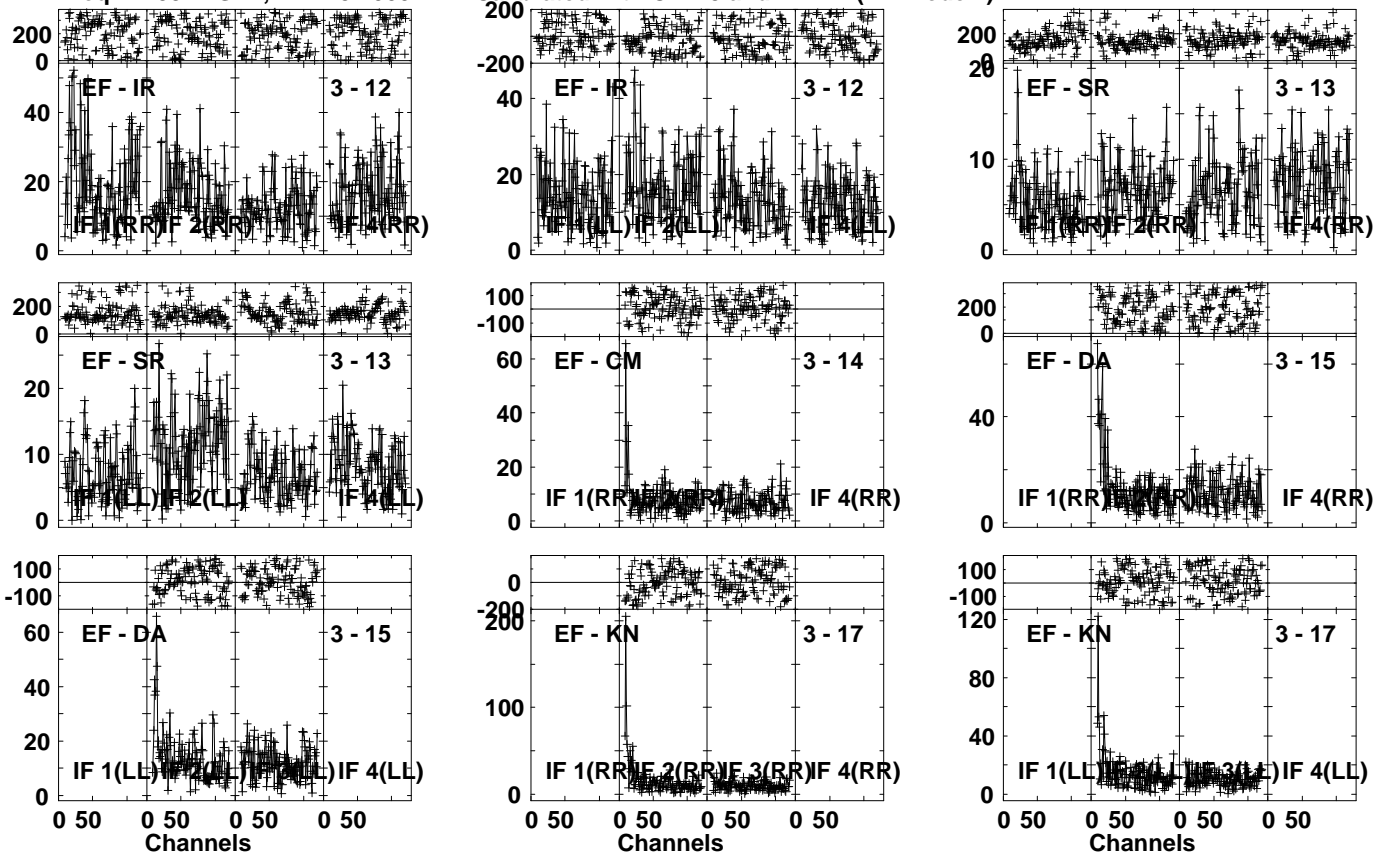 200
0
EF - IR 3 - 12
40
20
0
IF 1(RR) IF 2(RR) IF 4(RR)
200
-200
EF - IR 3 - 12
40
20
0
IF 1(LL) IF 2(LL) IF 4(LL)
200
0
20
EF - SR 3 - 13
10
0
IF 1(RR) IF 2(RR) IF 4(RR)
200
0
EF - SR 3 - 13
20
10
0
IF 1(LL) IF 2(LL) IF 4(LL)
100
-100
EF - CM 3 - 14
60
40
20
0
IF 1(RR) IF 2(RR) IF 4(RR)
200
0
EF - DA 3 - 15
40
0
IF 1(RR) IF 2(RR) IF 4(RR)
100
-100
EF - DA 3 - 15
60
40
20
0
IF 1(LL) IF 2(LL) IF 3(LL) IF 4(LL)
0 50 0 50 0 50 0 50
Channels
0
-200
200
EF - KN 3 - 17
100
0
IF 1(RR) IF 2(RR) IF 3(RR) IF 4(RR)
0 50 0 50 0 50 0 50
Channels
100
-100
120
EF - KN 3 - 17
80
40
0
IF 1(LL) IF 2(LL) IF 3(LL) IF 4(LL)
0 50 0 50 0 50 0 50
Channels